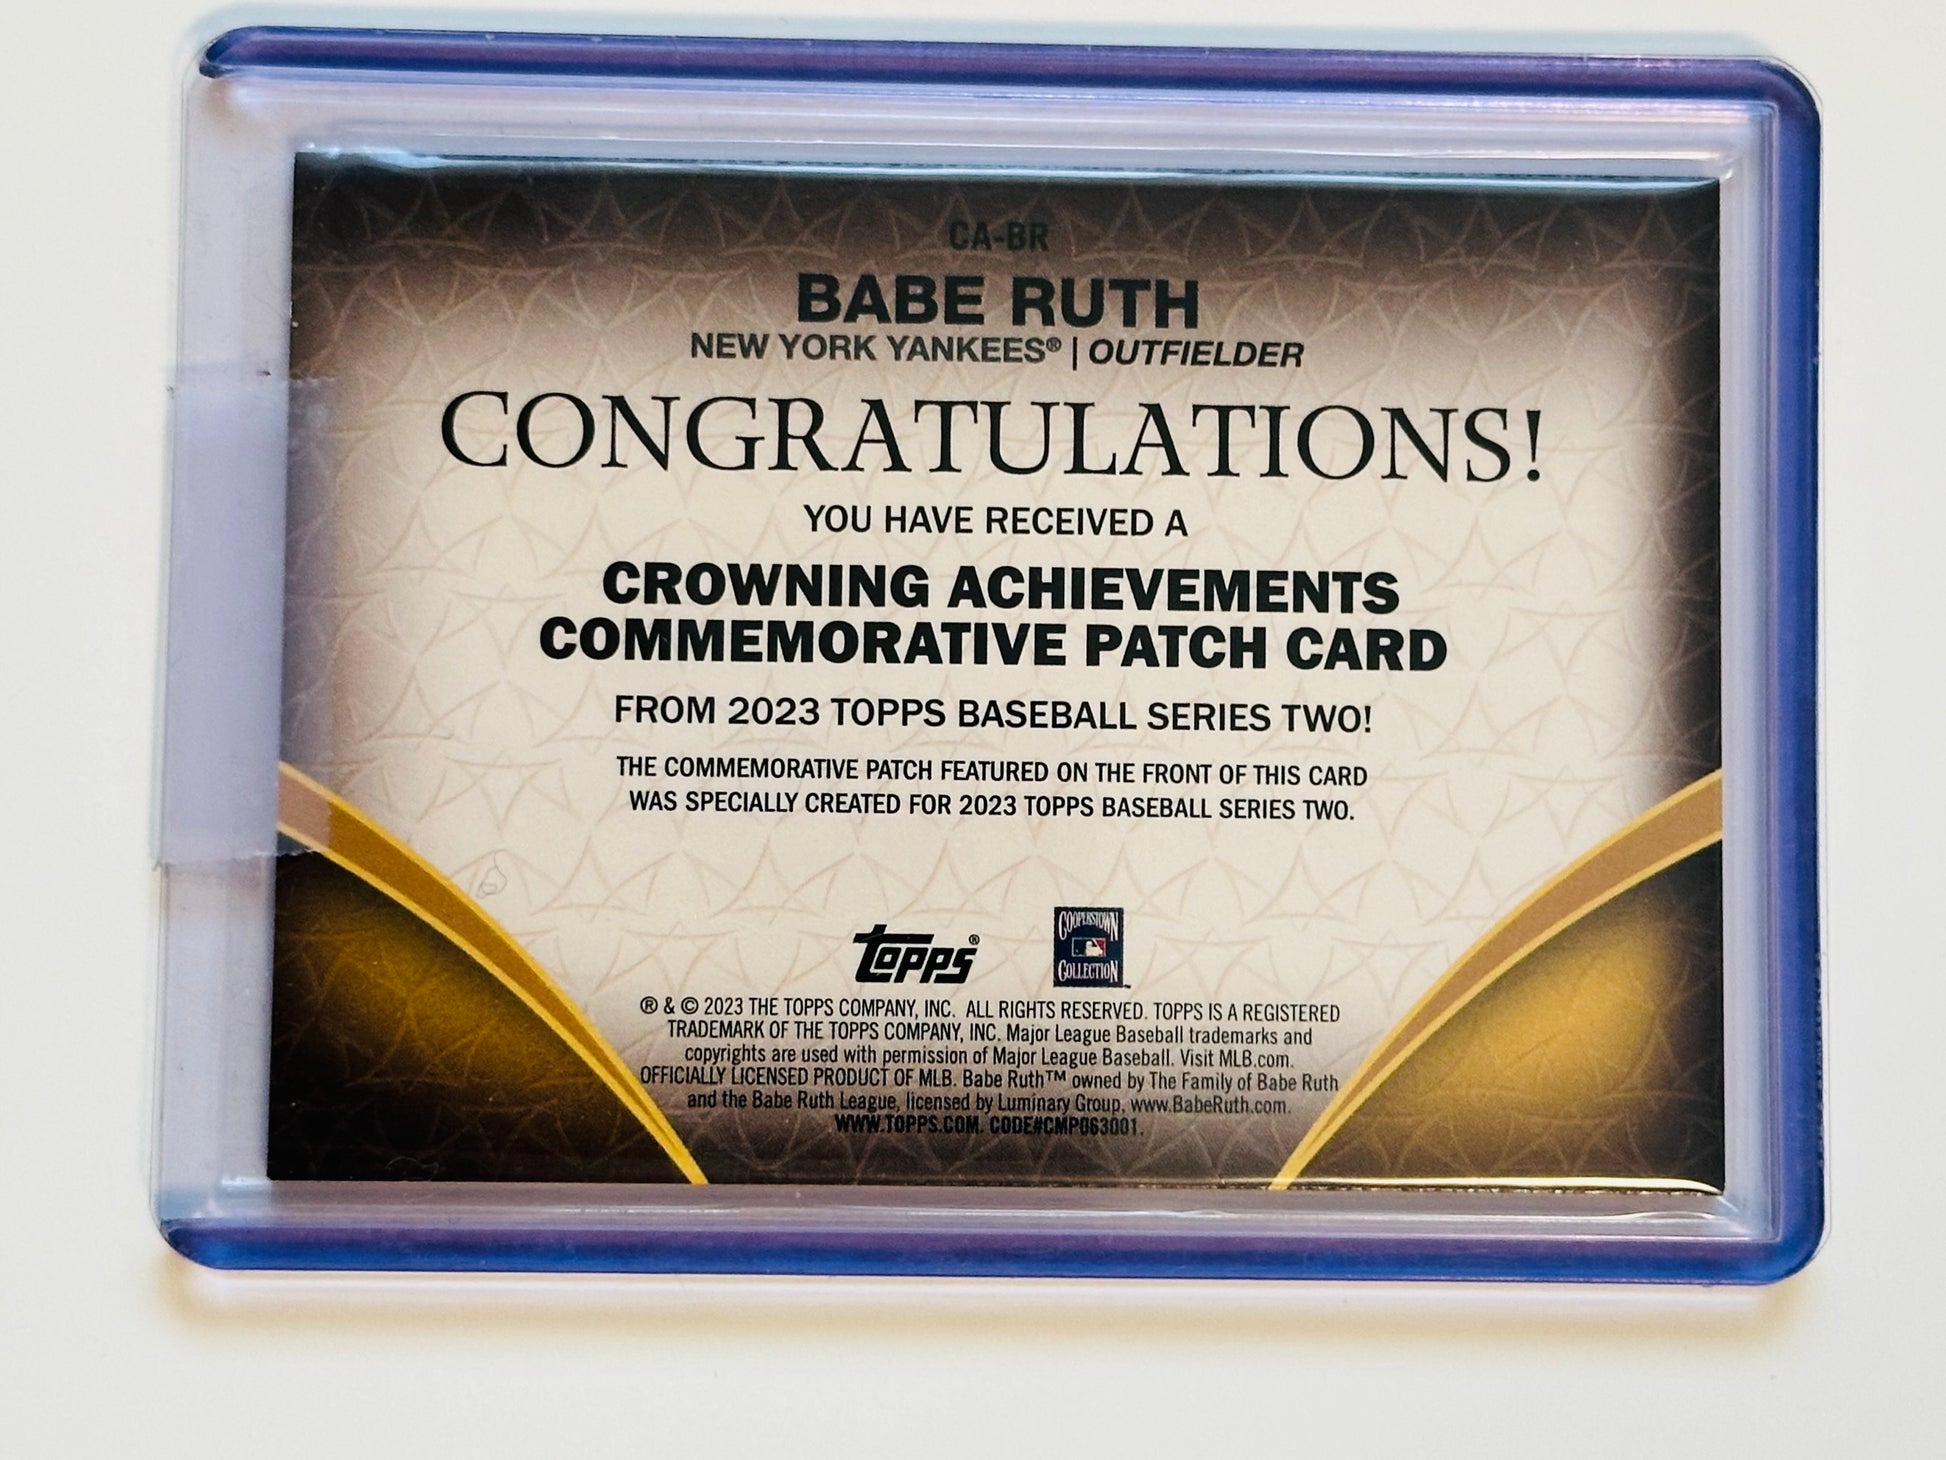 CA-BR
BABE RUTH
NEW YORK YANKEES® | OUTFIELDER
CONGRATULATIONS!
YOU HAVE RECEIVED A
CROWNING ACHIEVEMENTS
COMMEMORATIVE PATCH CARD
FROM 2023 TOPPS BASEBALL SERIES TWO!
THE COMMEMORATIVE PATCH FEATURED ON THE FRONT OF THIS CARD
WAS SPECIALLY CREATED FOR 2023 TOPPS BASEBALL SERIES TWO.
topps®
COOPERSTOWN
COLLECTION™
® & © 2023 THE TOPPS COMPANY, INC. ALL RIGHTS RESERVED. TOPPS IS A REGISTERED
TRADEMARK OF THE TOPPS COMPANY, INC. Major League Baseball trademarks and
copyrights are used with permission of Major League Baseball. Visit MLB.com.
OFFICIALLY LICENSED PRODUCT OF MLB. Babe Ruth™ owned by The Family of Babe Ruth
and the Babe Ruth League, licensed by Luminary Group, www.BabeRuth.com.
WWW.TOPPS.COM. CODE#CMP063001.